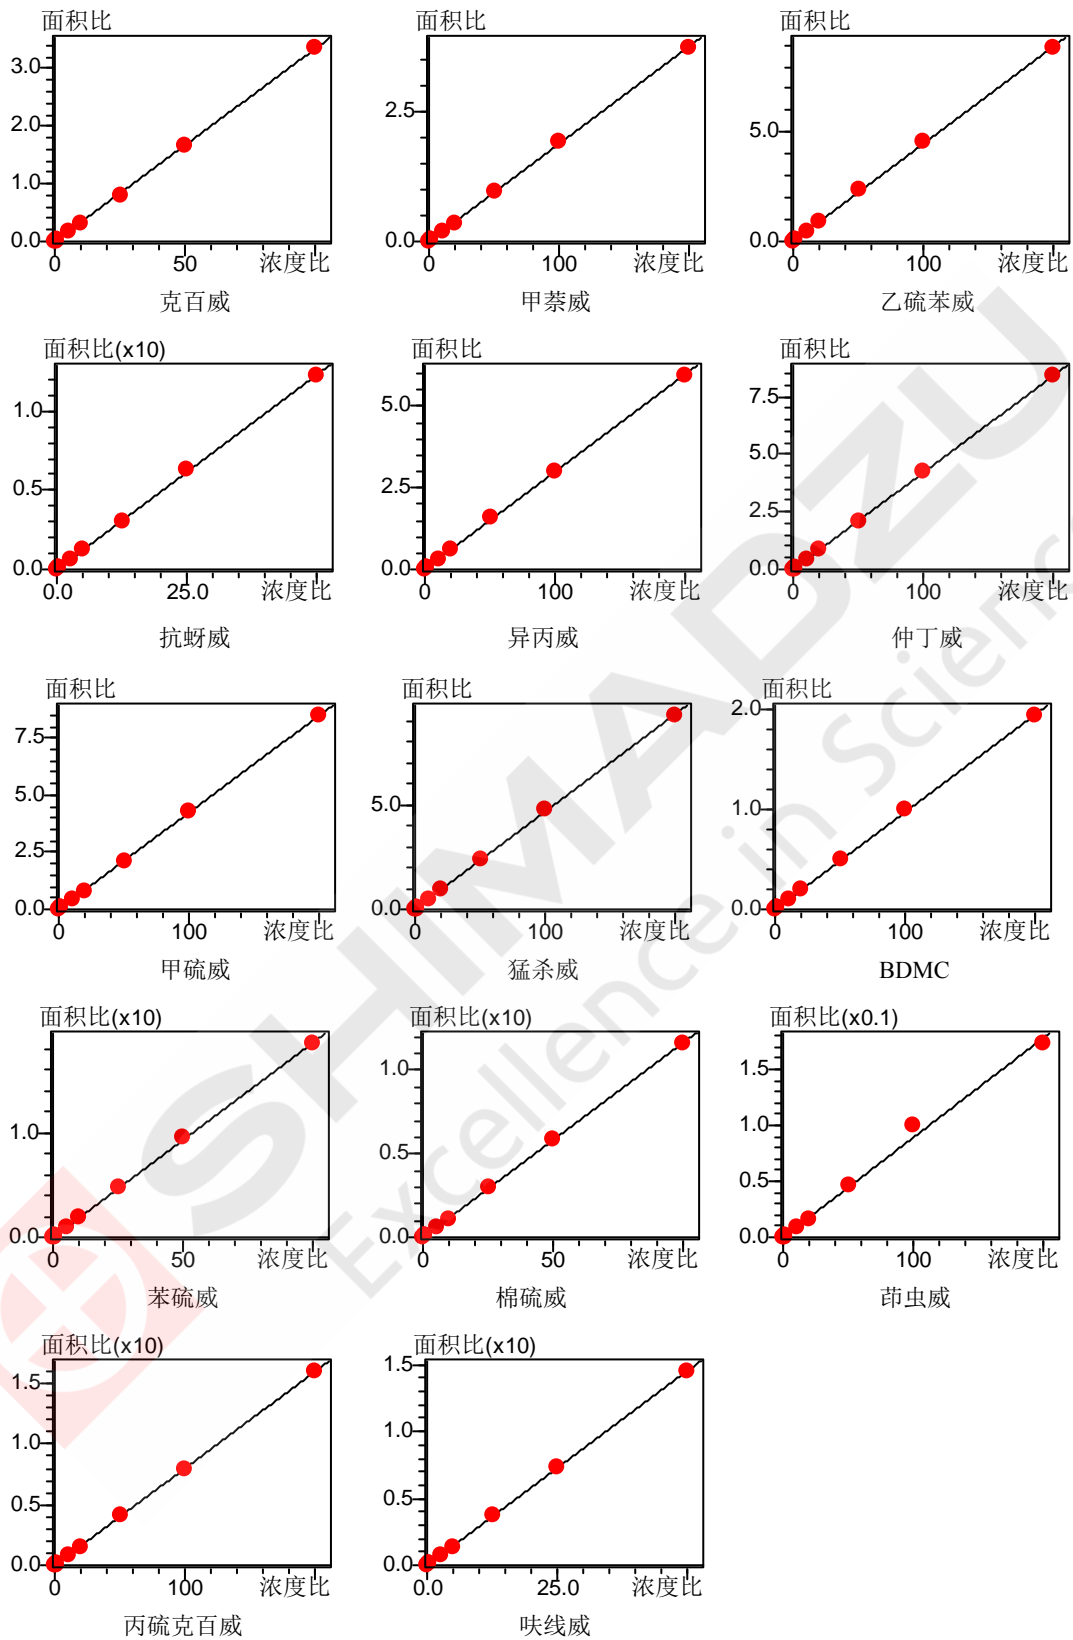 面积比 面积比 面积比
3.0 2.5 5.0
2.0
1.0
0.0 0.0 0.0
0 50 浓度比 0 100 浓度比 0 100 浓度比
克百威 甲萘威 乙硫苯威
面积比(x10) 面积比 面积比
1.0 5.0 7.5
0.5 2.5 5.0
2.5
0.0 0.0 0.0
0.0 25.0 浓度比 0 100 浓度比 0 100 浓度比
抗蚜威 异丙威 仲丁威
面积比 面积比 面积比
7.5 5.0 2.0
5.0 1.0
2.5
0.0 0.0 0.0
0 100 浓度比 0 100 浓度比 0 100 浓度比
甲硫威 猛杀威 BDMC
面积比(x10) 面积比(x10) 面积比(x0.1)
1.0 1.0 1.5
0.5 1.0
0.5
0.0 0.0 0.0
0 50 浓度比 0 50 浓度比 0 100 浓度比
苯硫威 棉硫威 茚虫威
面积比(x10) 面积比(x10)
1.5 1.5
1.0 1.0
0.5 0.5
0.0 0.0
0 100 浓度比 0.0 25.0 浓度比
丙硫克百威 呋线威
SHIMADZU
Excellence in Science